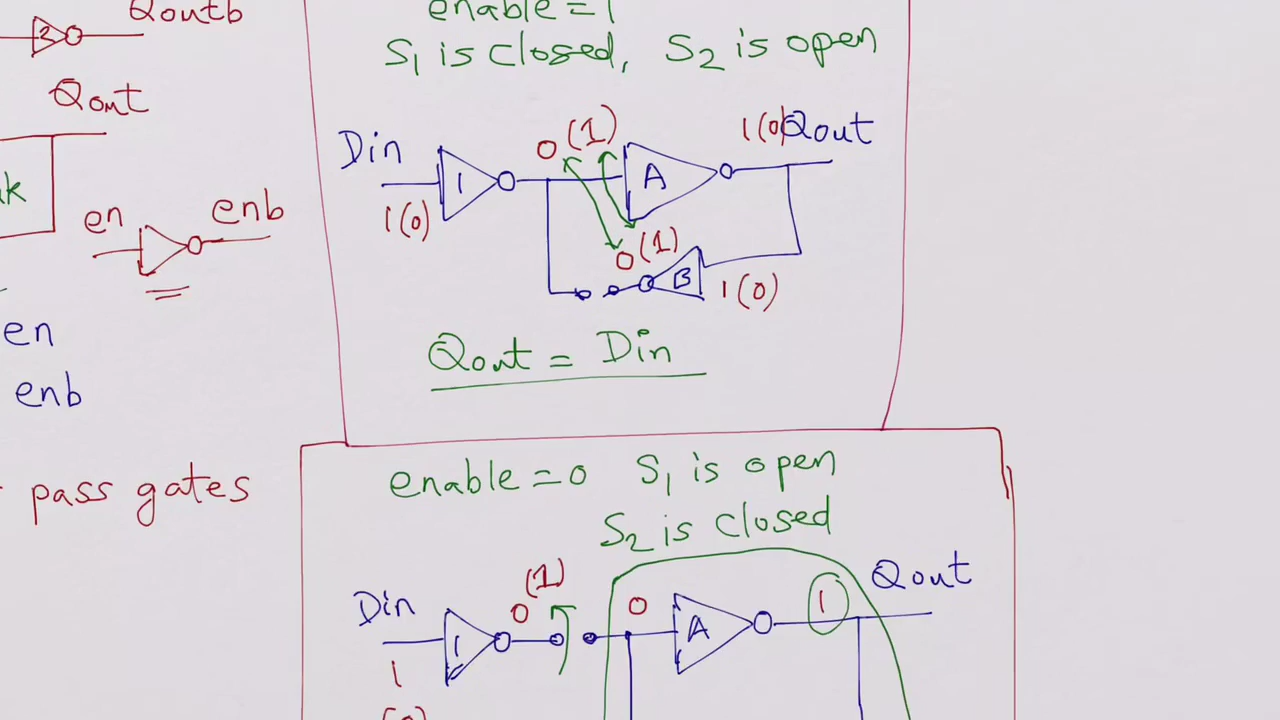 Qoutb
2
Qout
en
enb
en
enb
pass gates
enable = 1
S1 is closed, S2 is open
Din
1
0 (1)
A
1(0)
Qout
1(0)
0 (1)
B
1(0)
Qout = Din
enable = 0 S1 is open
S2 is closed
Din
1
0
(1)
0
A
1
Qout
1
(0)